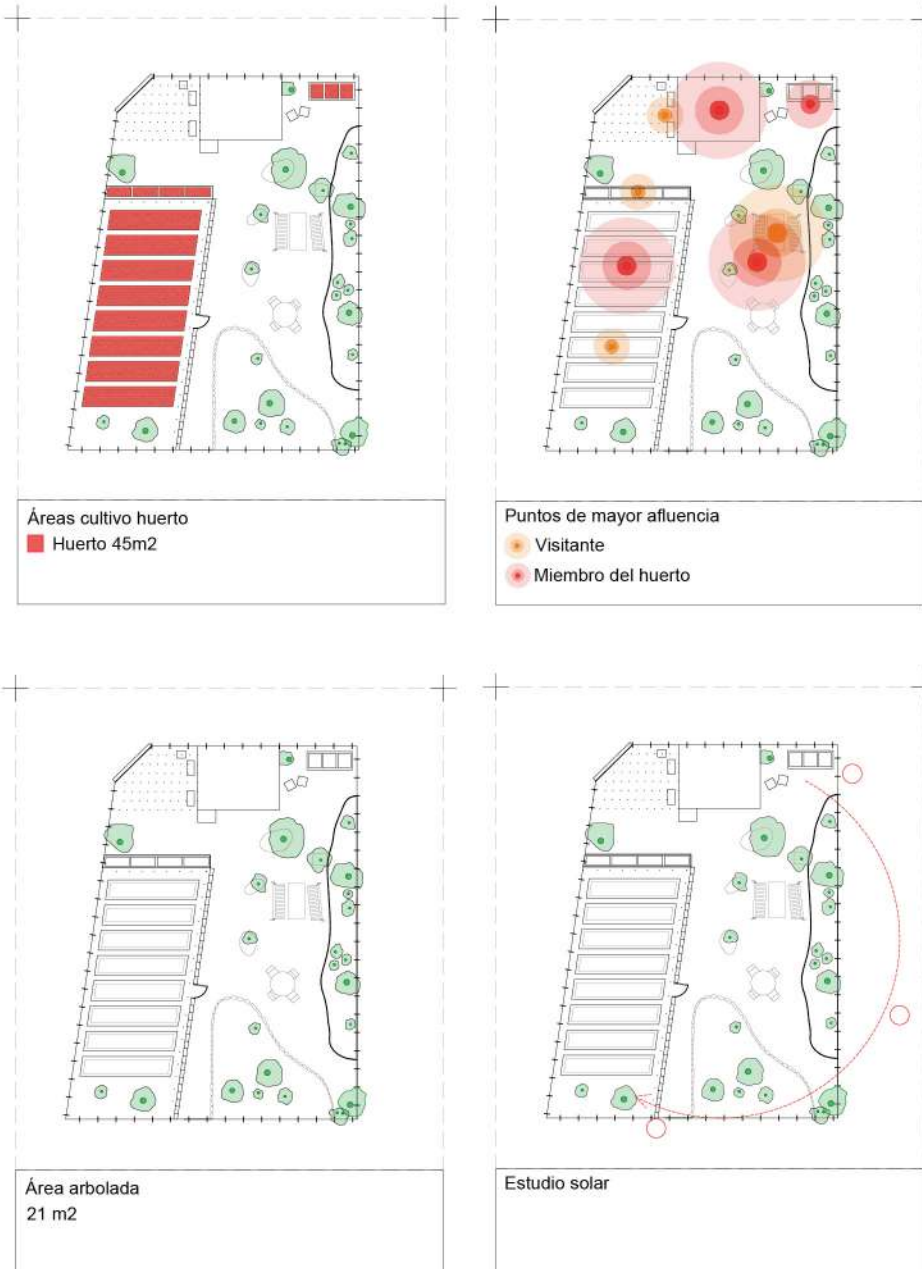 Áreas cultivo huerto
Huerto 45m2
Puntos de mayor afluencia
Visitante
Miembro del huerto
Área arbolada
21 m2
Estudio solar